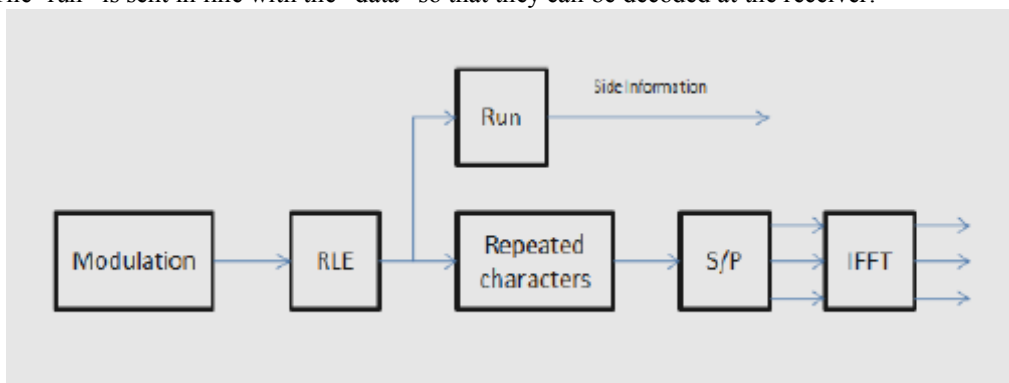 The "run" is sent in-line with the "data" so that they can be decoded at the receiver.
Side Information
Run
Modulation
RLE
Repeated
characters
S/P
IFFT